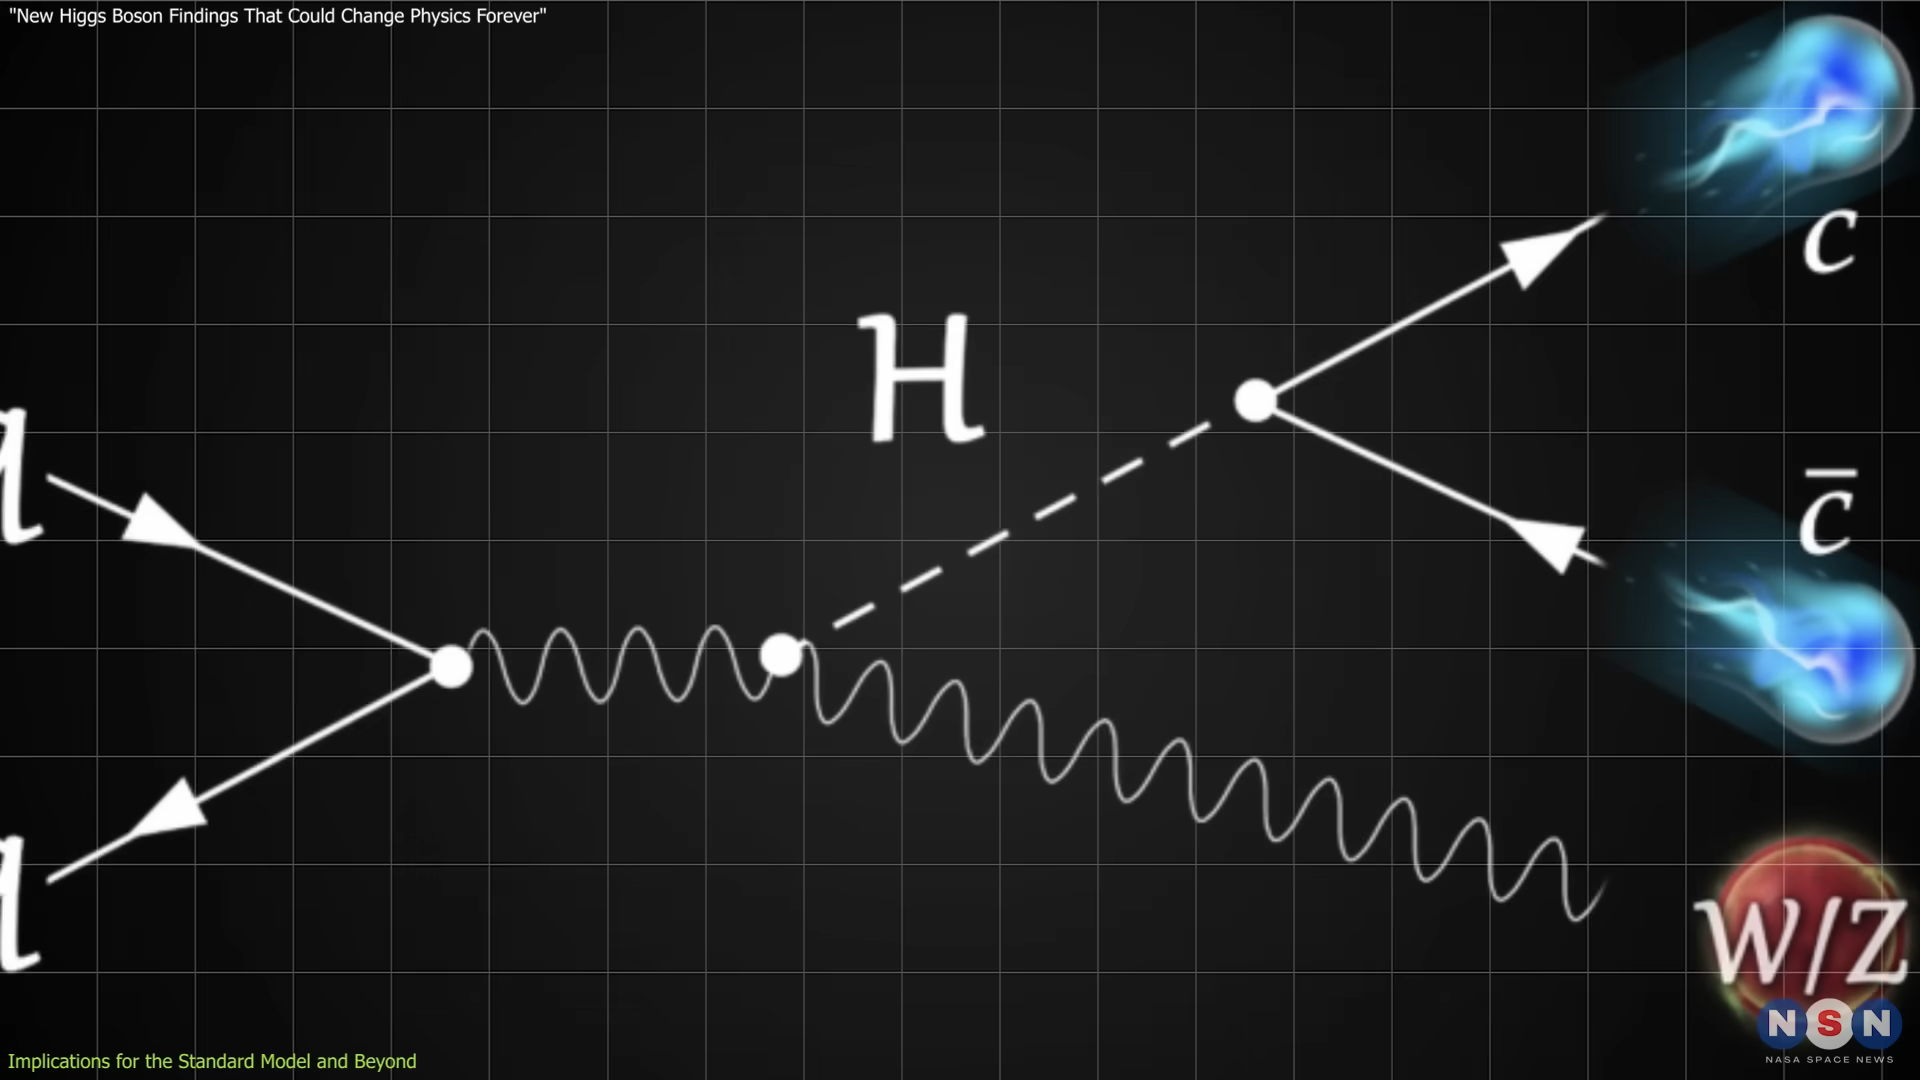 "New Higgs Boson Findings That Could Change Physics Forever"
c
H
c̄
W/Z
NSN
NASA SPACE NEWS
Implications for the Standard Model and Beyond